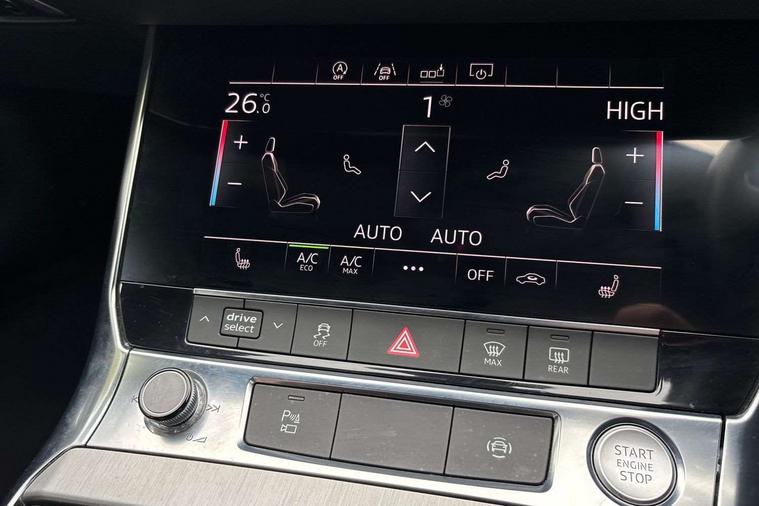 OFF
OFF
26.0 °C
1
HIGH
+
+
−
−
AUTO AUTO
A/C ECO
A/C MAX
•••
OFF
drive select
OFF
MAX
REAR
P
START
ENGINE
STOP